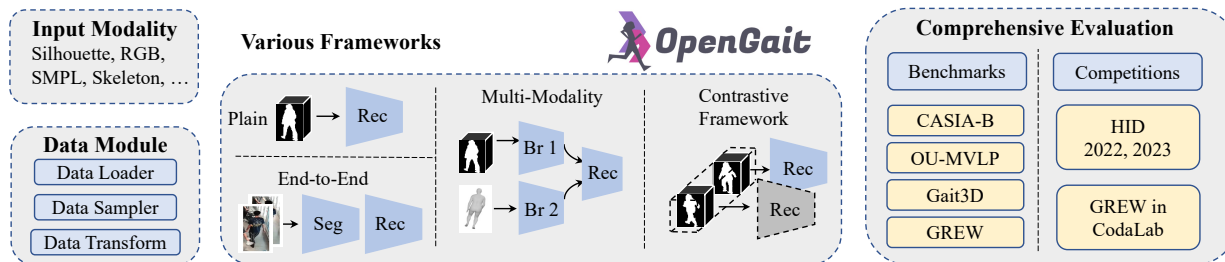 Input Modality
Silhouette, RGB,
SMPL, Skeleton, …
Data Module
Data Loader
Data Sampler
Data Transform
Various Frameworks
OpenGait
Plain
Rec
End-to-End
Seg
Rec
Multi-Modality
Br 1
Br 2
Rec
Contrastive
Framework
Rec
Rec
Comprehensive Evaluation
Benchmarks
CASIA-B
OU-MVLP
Gait3D
GREW
Competitions
HID
2022, 2023
GREW in
CodaLab